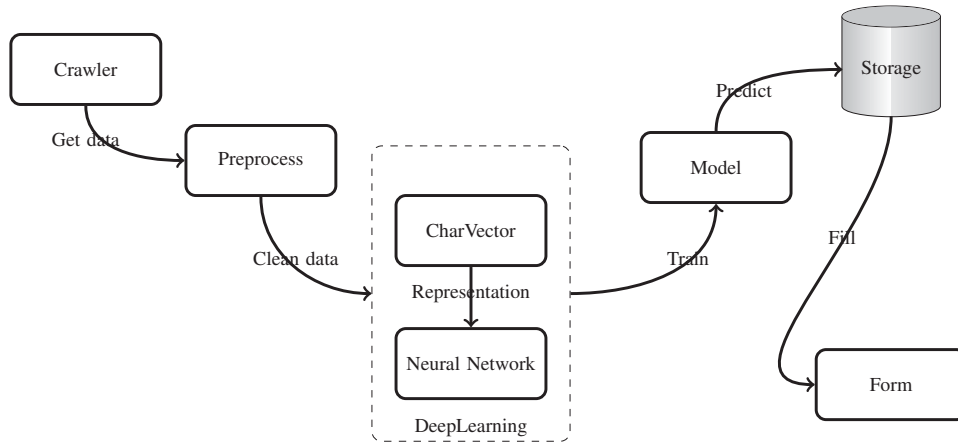 Crawler
Get data
Preprocess
Clean data
CharVector
Representation
Neural Network
DeepLearning
Train
Model
Predict
Storage
Fill
Form